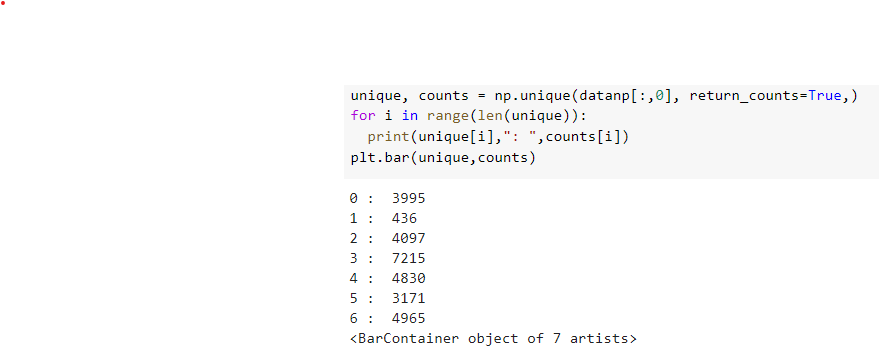 unique, counts = np.unique(datanp[:,0], return_counts=True,)
for i in range(len(unique)):
  print(unique[i],": ",counts[i])
plt.bar(unique,counts)
0 :  3995
1 :  436
2 :  4097
3 :  7215
4 :  4830
5 :  3171
6 :  4965
<BarContainer object of 7 artists>